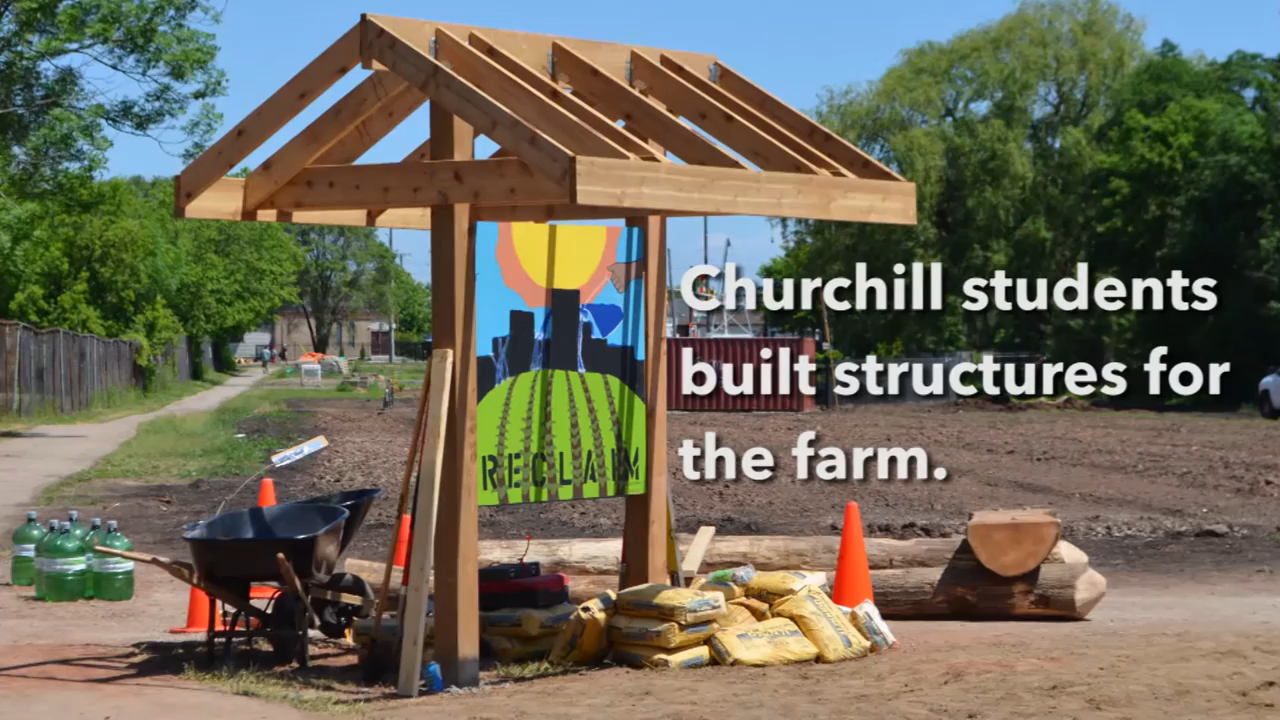 Churchill students
built structures for
the farm.
RECLAIM